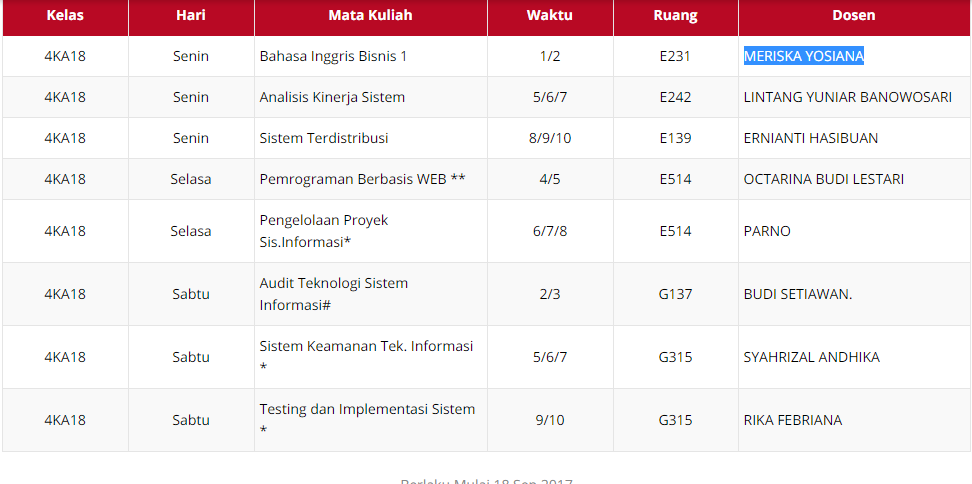 Kelas Hari Mata Kuliah Waktu Ruang Dosen
4KA18 Senin Bahasa Inggris Bisnis 1 1/2 E231 MERISKA YOSIANA
4KA18 Senin Analisis Kinerja Sistem 5/6/7 E242 LINTANG YUNIAR BANOWOSARI
4KA18 Senin Sistem Terdistribusi 8/9/10 E139 ERNIANTI HASIBUAN
4KA18 Selasa Pemrograman Berbasis WEB ** 4/5 E514 OCTARINA BUDI LESTARI
4KA18 Selasa Pengelolaan Proyek
Sis.Informasi* 6/7/8 E514 PARNO
4KA18 Sabtu Audit Teknologi Sistem
Informasi# 2/3 G137 BUDI SETIAWAN.
4KA18 Sabtu Sistem Keamanan Tek. Informasi
* 5/6/7 G315 SYAHRIZAL ANDHIKA
4KA18 Sabtu Testing dan Implementasi Sistem
* 9/10 G315 RIKA FEBRIANA
Berlaku Mulai 18 Sep 2017